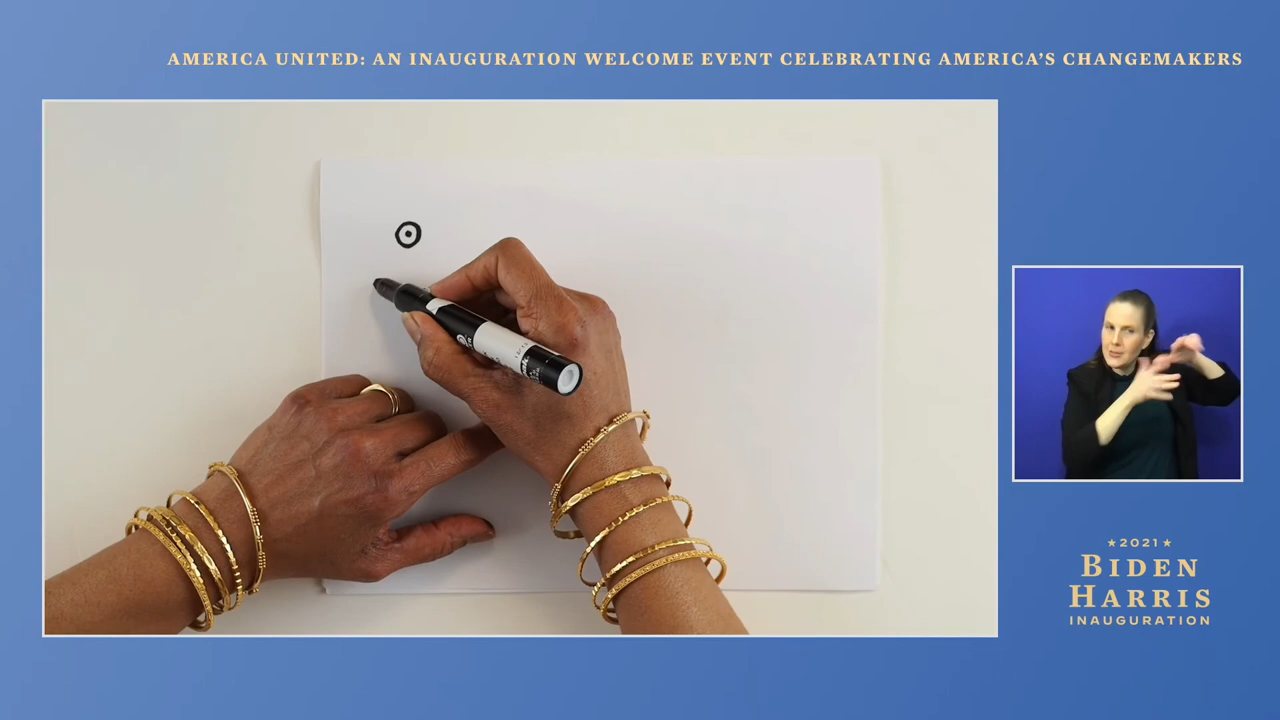 AMERICA UNITED: AN INAUGURATION WELCOME EVENT CELEBRATING AMERICA'S CHANGEMAKERS
★2021★
BIDEN
HARRIS
INAUGURATION